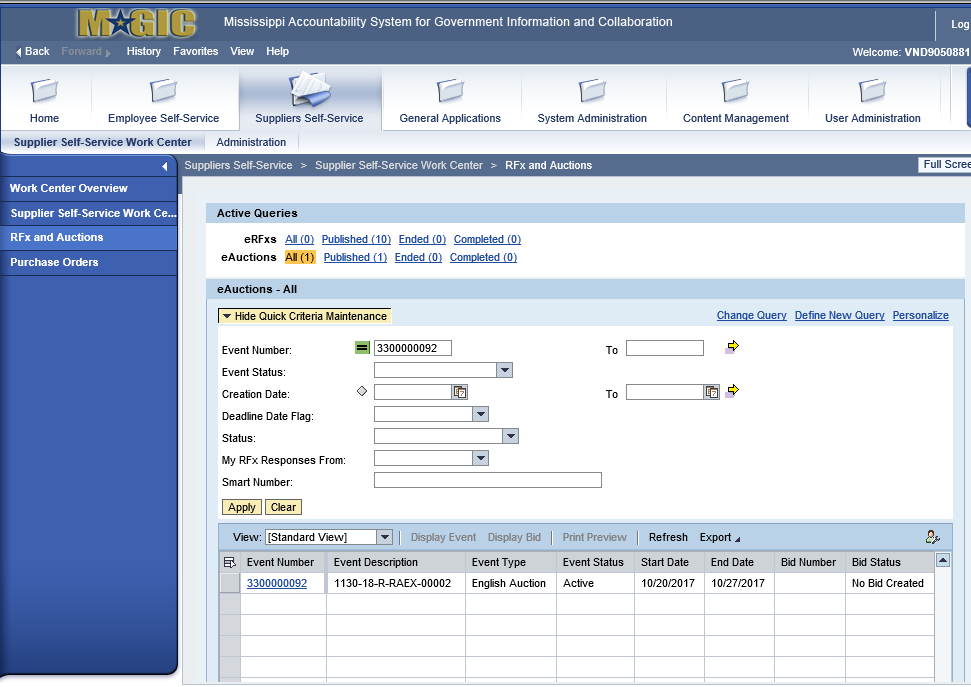 MAGIC Mississippi Accountability System for Government Information and Collaboration Log
Back Forward History Favorites View Help Welcome: VND9050881
Home Employee Self-Service Suppliers Self-Service General Applications System Administration Content Management User Administration
Supplier Self-Service Work Center Administration
Suppliers Self-Service > Supplier Self-Service Work Center > RFx and Auctions Full Scree
Work Center Overview
Supplier Self-Service Work Ce...
RFx and Auctions
Purchase Orders
Active Queries
eRFxs All (0) Published (10) Ended (0) Completed (0)
eAuctions All (1) Published (1) Ended (0) Completed (0)
eAuctions - All
Hide Quick Criteria Maintenance Change Query Define New Query Personalize
Event Number: 3300000092 To
Event Status:
Creation Date: To
Deadline Date Flag:
Status:
My RFx Responses From:
Smart Number:
Apply Clear
View: [Standard View] Display Event Display Bid Print Preview Refresh Export
Event Number Event Description Event Type Event Status Start Date End Date Bid Number Bid Status
3300000092 1130-18-R-RAEX-00002 English Auction Active 10/20/2017 10/27/2017 No Bid Created